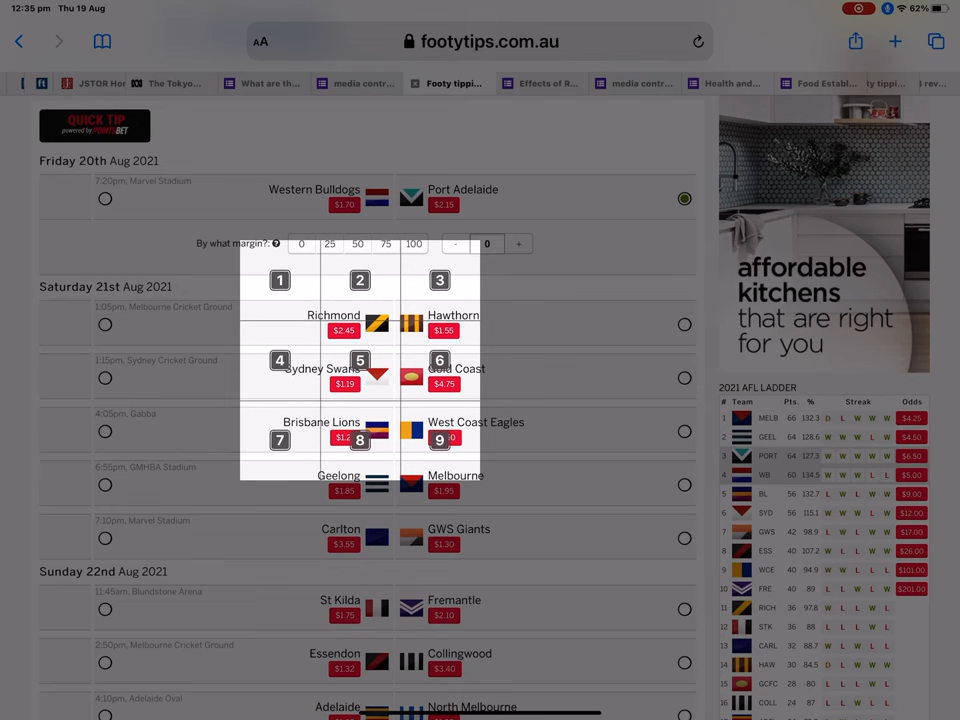 12:35 pm Thu 19 Aug
62%
AA
footytips.com.au
JSTOR Hor
The Tokyo...
What are th...
media contr...
Footy tippi...
Effects of R...
media contr...
Health and...
Food Establ...
ty tippi...
l rev...
QUICK TIP
powered by POINTSBET
Friday 20th Aug 2021
7:20pm, Marvel Stadium
Western Bulldogs Port Adelaide
$1.70 $2.15
By what margin?: 0 25 50 75 100 - 0 +
1 2 3
Saturday 21st Aug 2021
1:05pm, Melbourne Cricket Ground
Richmond Hawthorn
$2.45 $1.55
1:15pm, Sydney Cricket Ground
4 5 6
Sydney Swans Gold Coast
$1.19 $4.75
4:05pm, Gabba
Brisbane Lions West Coast Eagles
7 8 9
6:55pm, GMHBA Stadium
Geelong Melbourne
$1.85 $1.95
7:10pm, Marvel Stadium
Carlton GWS Giants
$3.55 $1.30
Sunday 22nd Aug 2021
11:45am, Blundstone Arena
St Kilda Fremantle
$1.75 $2.10
2:50pm, Melbourne Cricket Ground
Essendon Collingwood
$1.32 $3.40
4:10pm, Adelaide Oval
Adelaide North Melbourne
affordable
kitchens
that are right
for you
2021 AFL LADDER
# Team Pts. % Streak Odds
1 MELB 66 132.3 D L W W W $4.25
2 GEEL 64 128.6 W W L W W $4.50
3 PORT 64 127.3 W W W W W $6.50
4 WB 60 134.5 W W W L L $5.00
5 BL 56 132.7 L W L W W $9.00
6 SYD 56 115.1 W W W L W $12.00
7 GWS 42 98.9 L W L W W $17.00
8 ESS 40 107.2 W L L W W $26.00
9 WCE 40 94.9 W W L L L $101.00
10 FRE 40 89 L L W L W $201.00
11 RICH 36 97.8 W L L W L
12 STK 36 88 L L L L W
13 CARL 32 88.7 W L W L L
14 HAW 30 84.5 D L W W W
15 GCFC 28 80 L W L L L
16 COLL 24 87 L W L L L